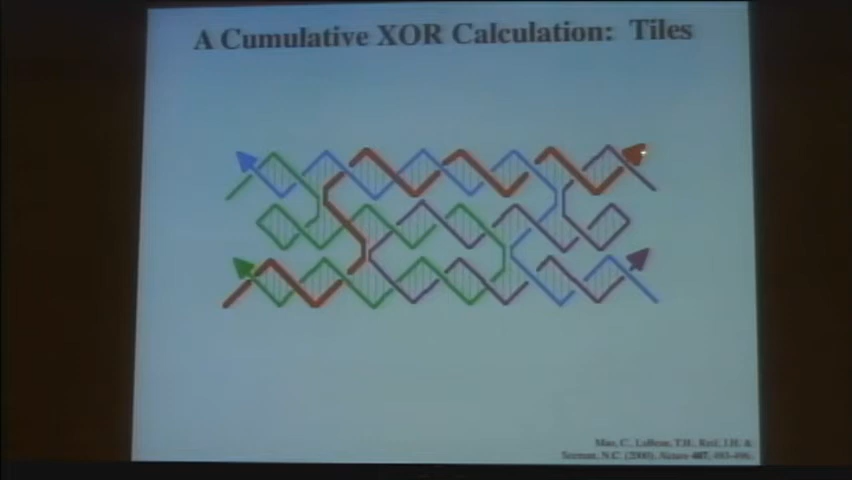 A Cumulative XOR Calculation: Tiles
Mao, C., LaBean, T.H., Reif, J.H. &
Seeman, N.C. (2000), Nature 407, 493-496.